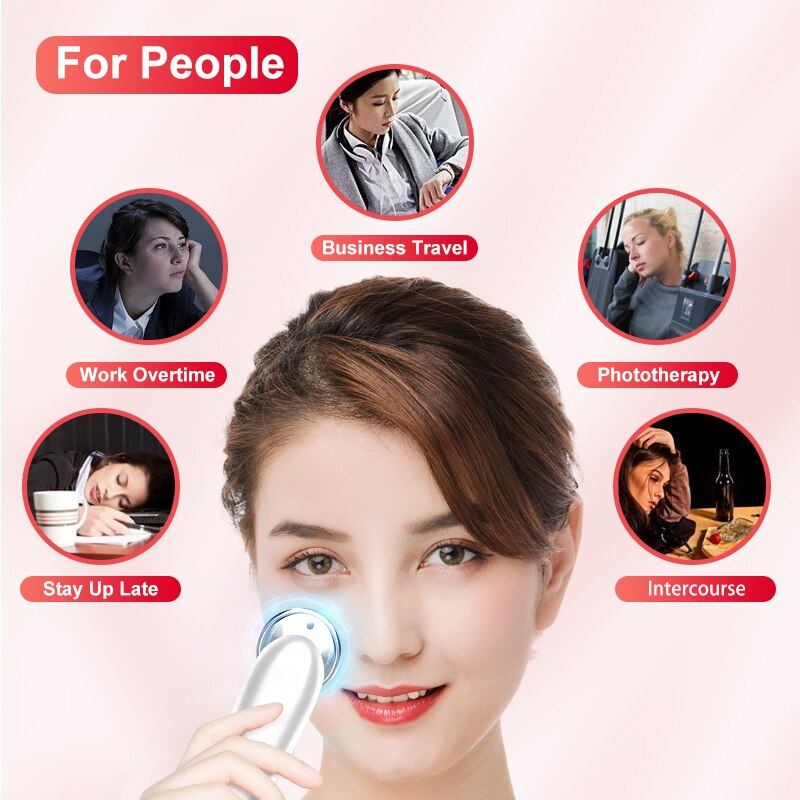 For People
Business Travel
Work Overtime
Phototherapy
Stay Up Late
Intercourse